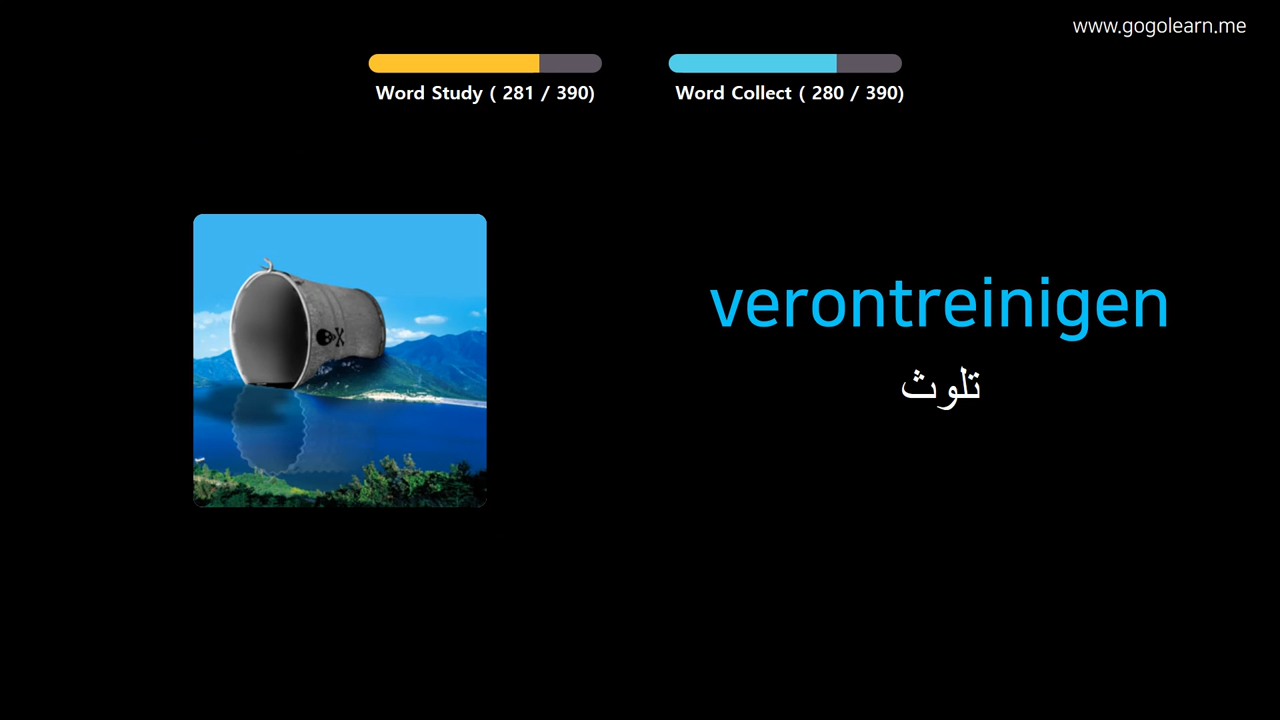 www.gogolearn.me
Word Study ( 281 / 390)
Word Collect ( 280 / 390)
verontreinigen
تلوث